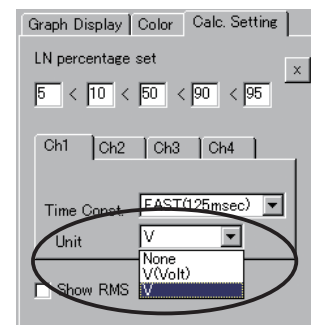 Graph Display Color Calc. Setting
LN percentage set
x
5 < 10 < 50 < 90 < 95
Ch1 Ch2 Ch3 Ch4
Time Const. FAST(125msec)
Unit V
None
V(Volt)
Show RMS V